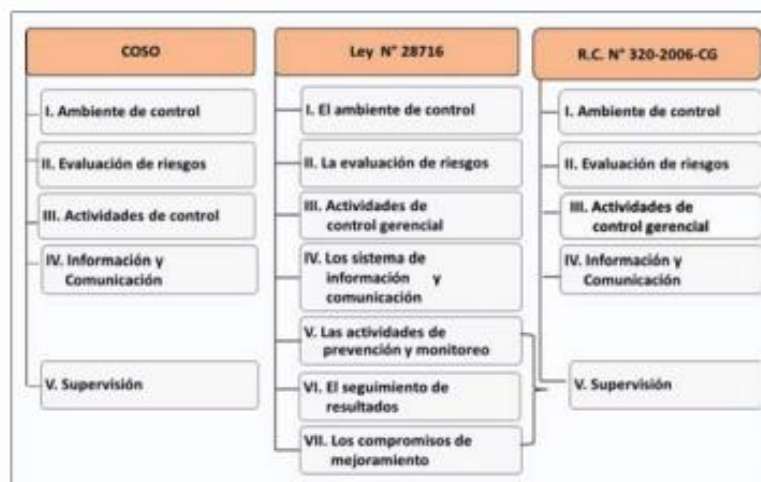 COSO
I. Ambiente de control
II. Evaluación de riesgos
III. Actividades de control
IV. Información y
Comunicación
V. Supervisión
Ley N° 28716
I. El ambiente de control
II. La evaluación de riesgos
III. Actividades de
control gerencial
IV. Los sistema de
información y
comunicación
V. Las actividades de
prevención y monitoreo
VI. El seguimiento de
resultados
VII. Los compromisos de
mejoramiento
R.C. N° 320-2006-CG
I. Ambiente de control
II. Evaluación de riesgos
III. Actividades de
control gerencial
IV. Información y
Comunicación
V. Supervisión